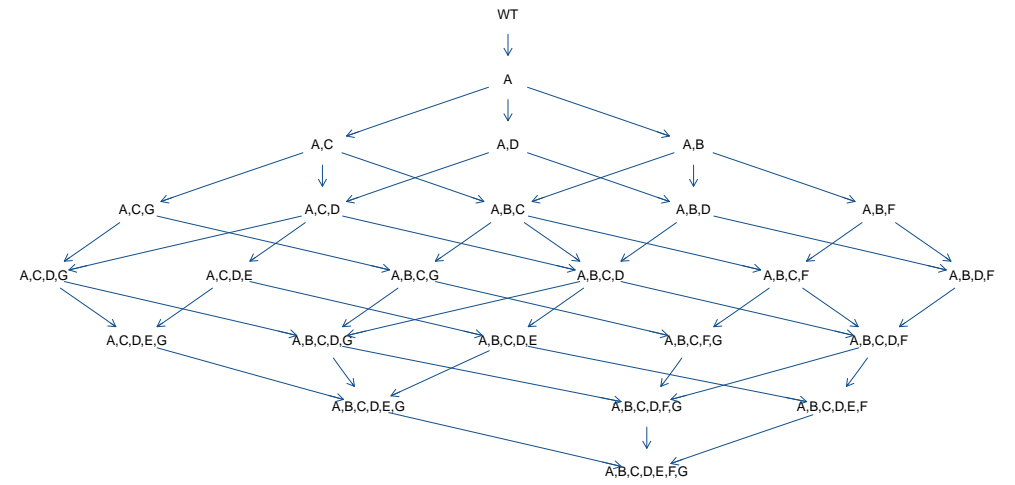 WT
A
A,C
A,D
A,B
A,C,G
A,C,D
A,B,C
A,B,D
A,B,F
A,C,D,G
A,C,D,E
A,B,C,G
A,B,C,D
A,B,C,F
A,B,D,F
A,C,D,E,G
A,B,C,D,G
A,B,C,D,E
A,B,C,F,G
A,B,C,D,F
A,B,C,D,E,G
A,B,C,D,F,G
A,B,C,D,E,F
A,B,C,D,E,F,G